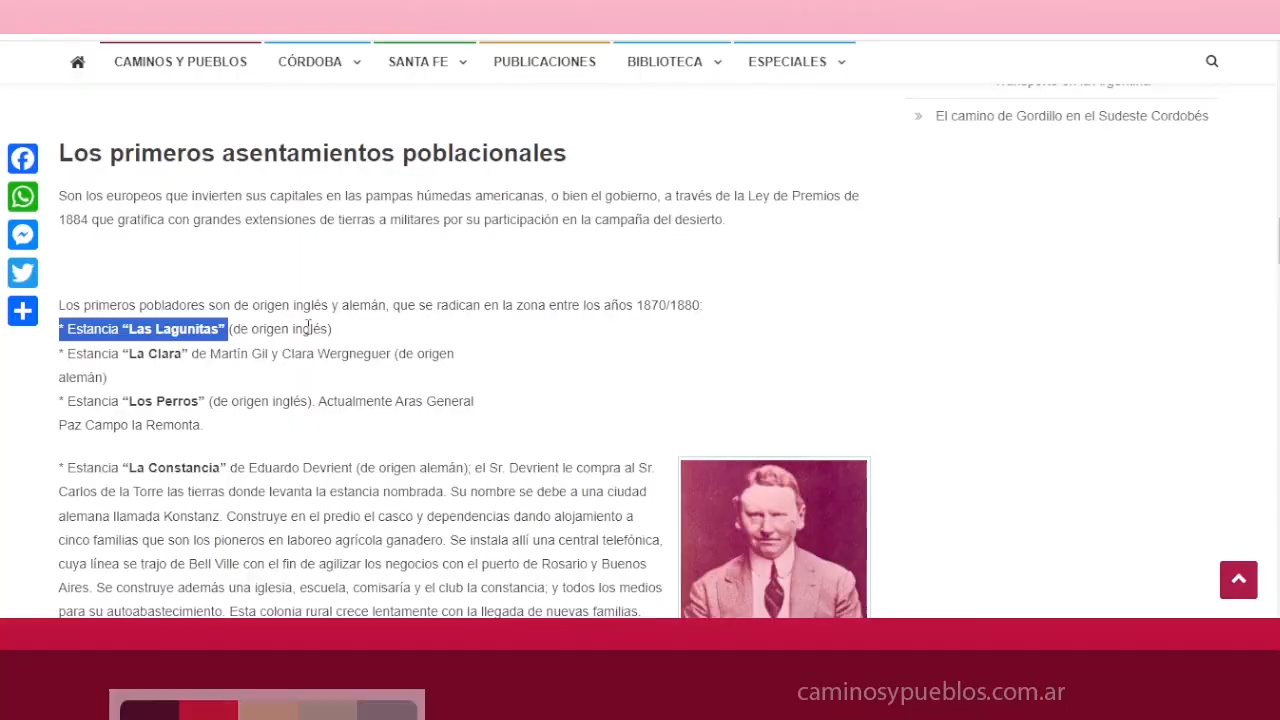 CAMINOS Y PUEBLOS CÓRDOBA SANTA FE PUBLICACIONES BIBLIOTECA ESPECIALES
» El camino de Gordillo en el Sudeste Cordobés
Los primeros asentamientos poblacionales
Son los europeos que invierten sus capitales en las pampas húmedas americanas, o bien el gobierno, a través de la Ley de Premios de
1884 que gratifica con grandes extensiones de tierras a militares por su participación en la campaña del desierto.
Los primeros pobladores son de origen inglés y alemán, que se radican en la zona entre los años 1870/1880:
* Estancia “Las Lagunitas” (de origen inglés)
* Estancia “La Clara” de Martín Gil y Clara Wergneguer (de origen
alemán)
* Estancia “Los Perros” (de origen inglés). Actualmente Aras General
Paz Campo la Remonta.
* Estancia “La Constancia” de Eduardo Devrient (de origen alemán); el Sr. Devrient le compra al Sr.
Carlos de la Torre las tierras donde levanta la estancia nombrada. Su nombre se debe a una ciudad
alemana llamada Konstanz. Construye en el predio el casco y dependencias dando alojamiento a
cinco familias que son los pioneros en laboreo agrícola ganadero. Se instala allí una central telefónica,
cuya línea se trajo de Bell Ville con el fin de agilizar los negocios con el puerto de Rosario y Buenos
Aires. Se construye además una iglesia, escuela, comisaría y el club la constancia; y todos los medios
para su autoabastecimiento. Esta colonia rural crece lentamente con la llegada de nuevas familias.
caminosypueblos.com.ar